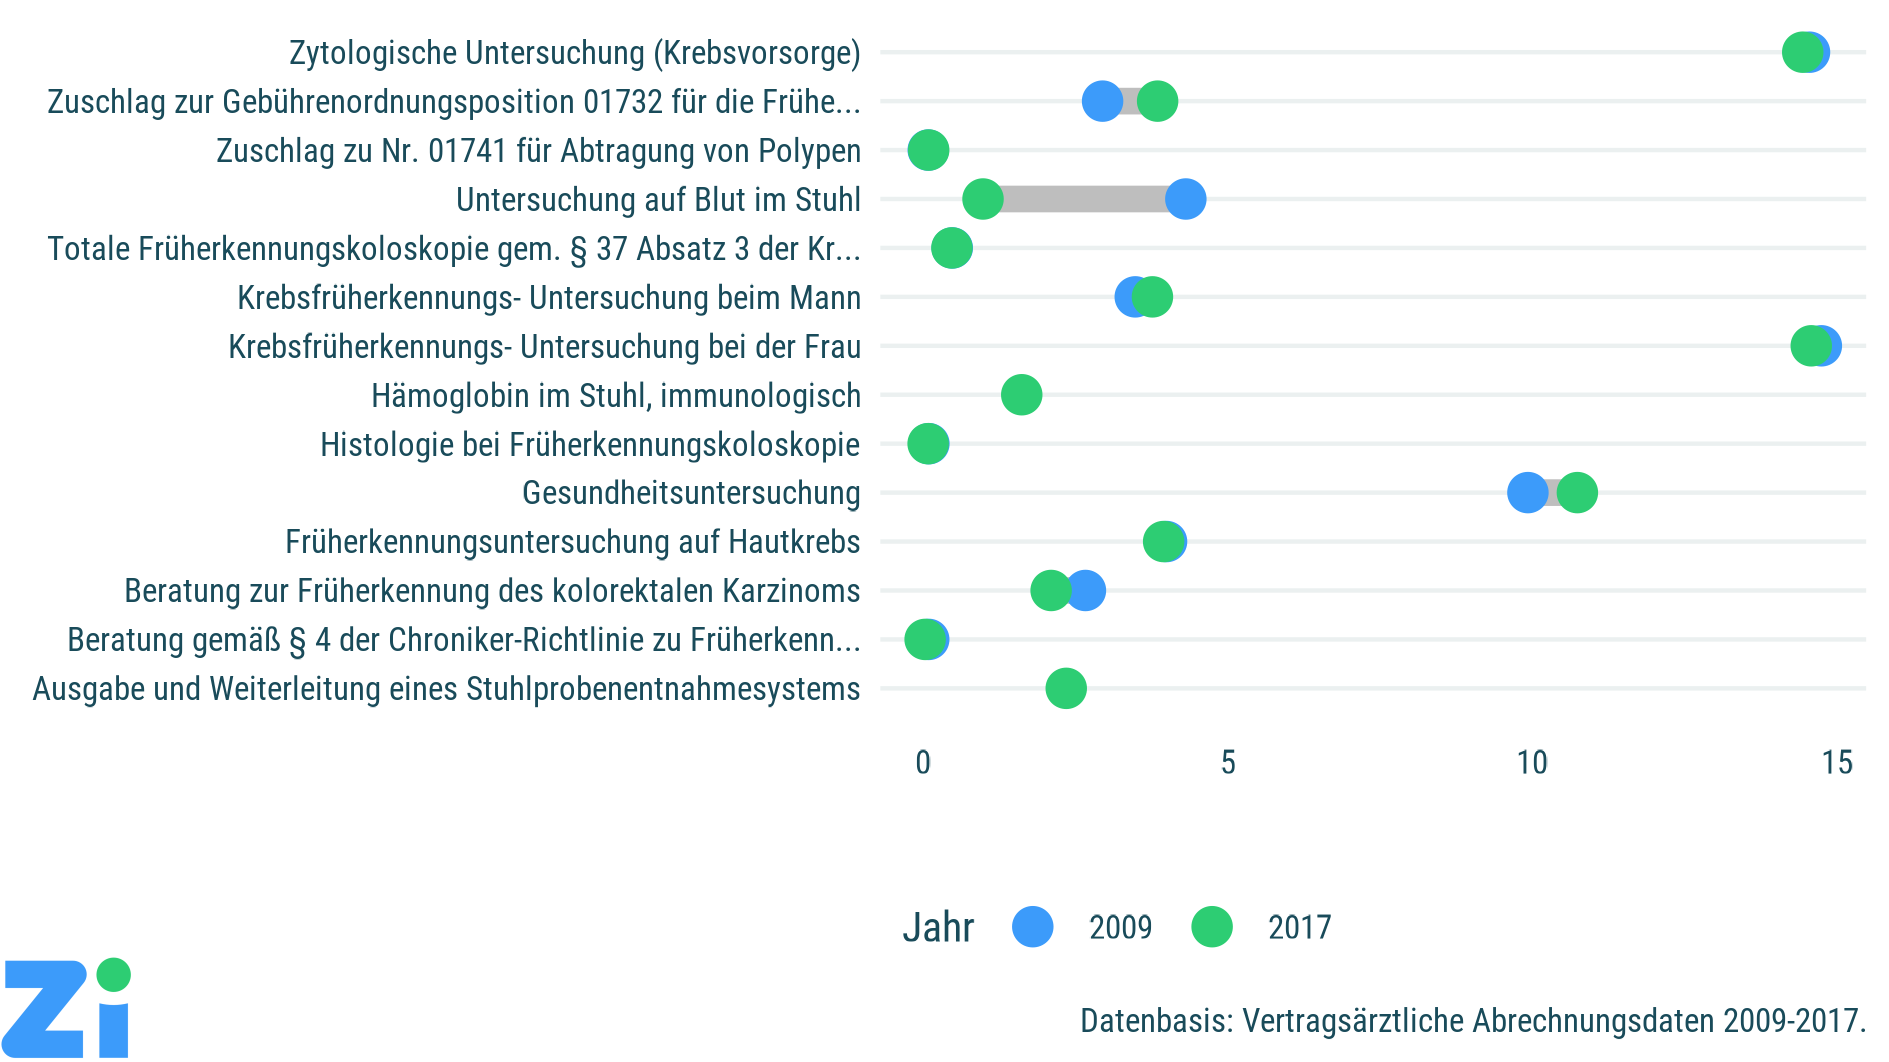 Zytologische Untersuchung (Krebsvorsorge)
Zuschlag zur Gebührenordnungsposition 01732 für die Frühe...
Zuschlag zu Nr. 01741 für Abtragung von Polypen
Untersuchung auf Blut im Stuhl
Totale Früherkennungskoloskopie gem. § 37 Absatz 3 der Kr...
Krebsfrüherkennungs- Untersuchung beim Mann
Krebsfrüherkennungs- Untersuchung bei der Frau
Hämoglobin im Stuhl, immunologisch
Histologie bei Früherkennungskoloskopie
Gesundheitsuntersuchung
Früherkennungsuntersuchung auf Hautkrebs
Beratung zur Früherkennung des kolorektalen Karzinoms
Beratung gemäß § 4 der Chroniker-Richtlinie zu Früherkenn...
Ausgabe und Weiterleitung eines Stuhlprobenentnahmesystems
0 5 10 15
Jahr 2009 2017
Zi
Datenbasis: Vertragsärztliche Abrechnungsdaten 2009-2017.